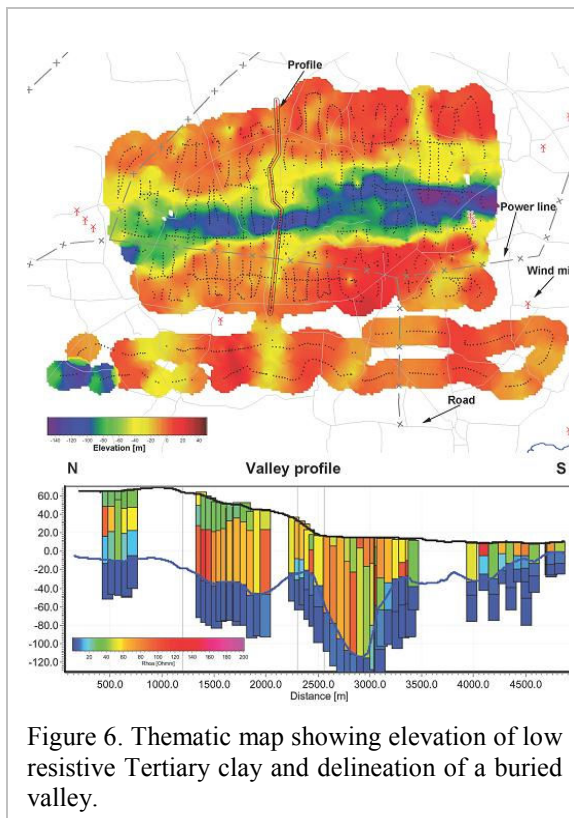 Profile
Power line
Wind mi
Road
-140 -120 -100 -80 -60 -40 -20 0 20 40
Elevation [m]
N Valley profile S
60.0
40.0
20.0
0.0
-20.0
-40.0
-60.0
-80.0
-100.0
-120.0
20 40 60 80 100 120 140 160 180 200
Rhoa [Ohmm]
500.0 1000.0 1500.0 2000.0 2500.0 3000.0 3500.0 4000.0 4500.0
Distance [m]
Figure 6. Thematic map showing elevation of low
resistive Tertiary clay and delineation of a buried
valley.